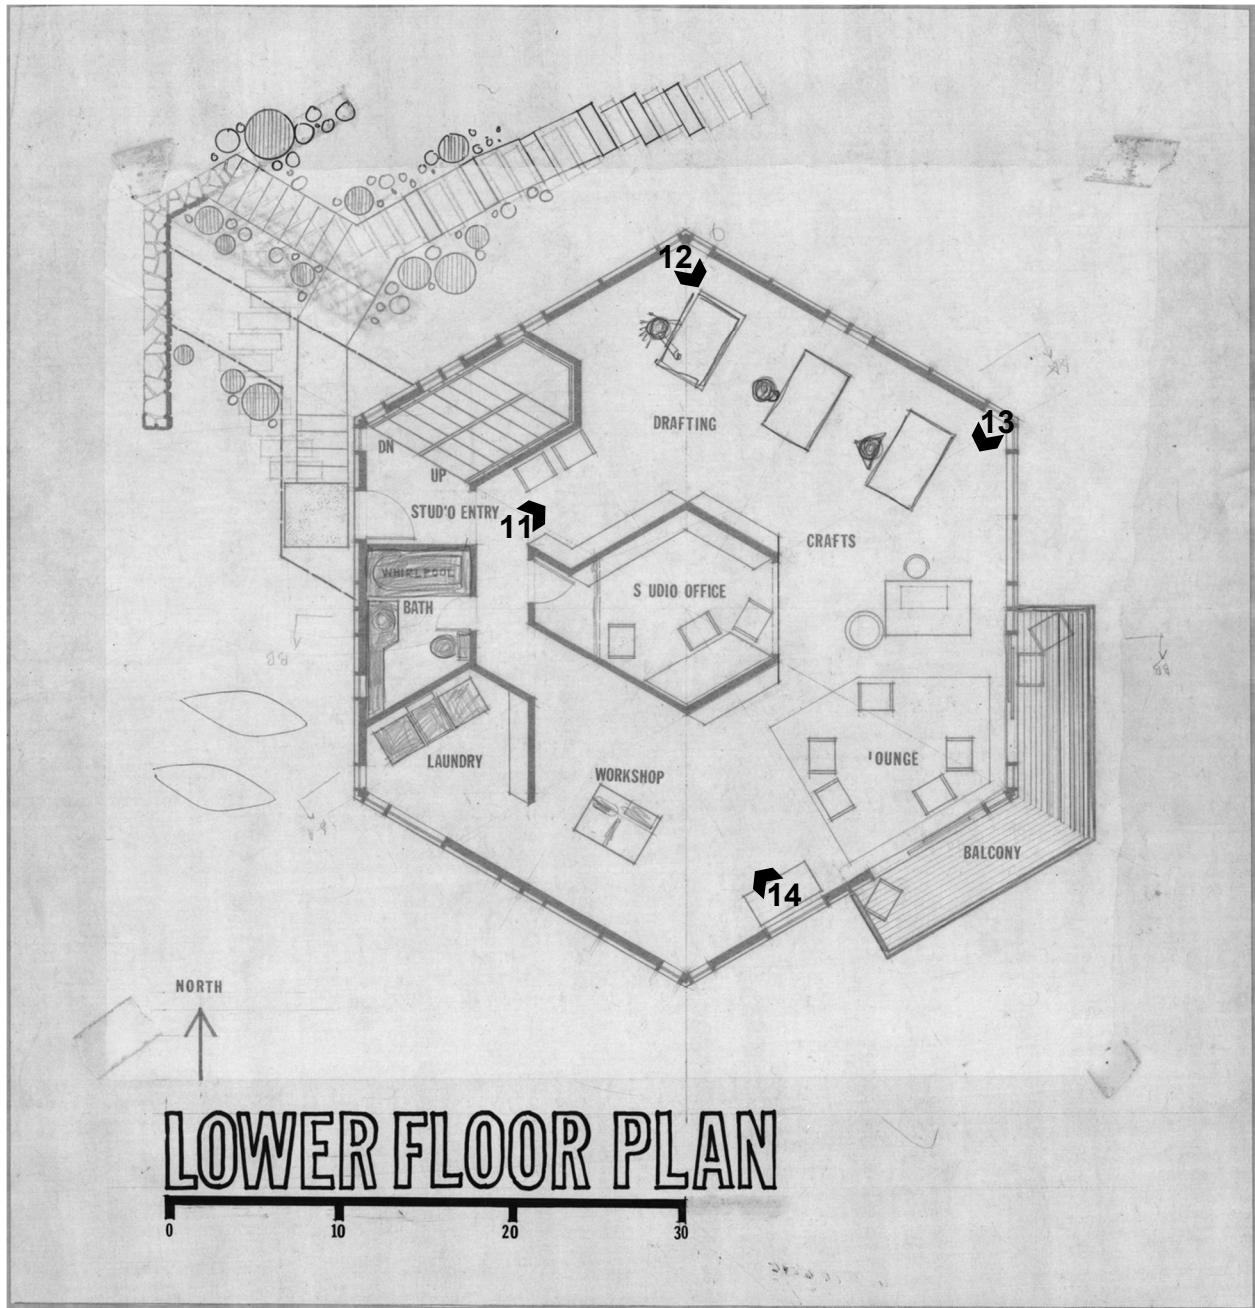 12
13
DRAFTING
DN
UP
STUD'O ENTRY
11
CRAFTS
WHIRLPOOL
S UDIO OFFICE
BATH
LAUNDRY
WORKSHOP
'OUNGE
BALCONY
14
NORTH
LOWER FLOOR PLAN
0 10 20 30